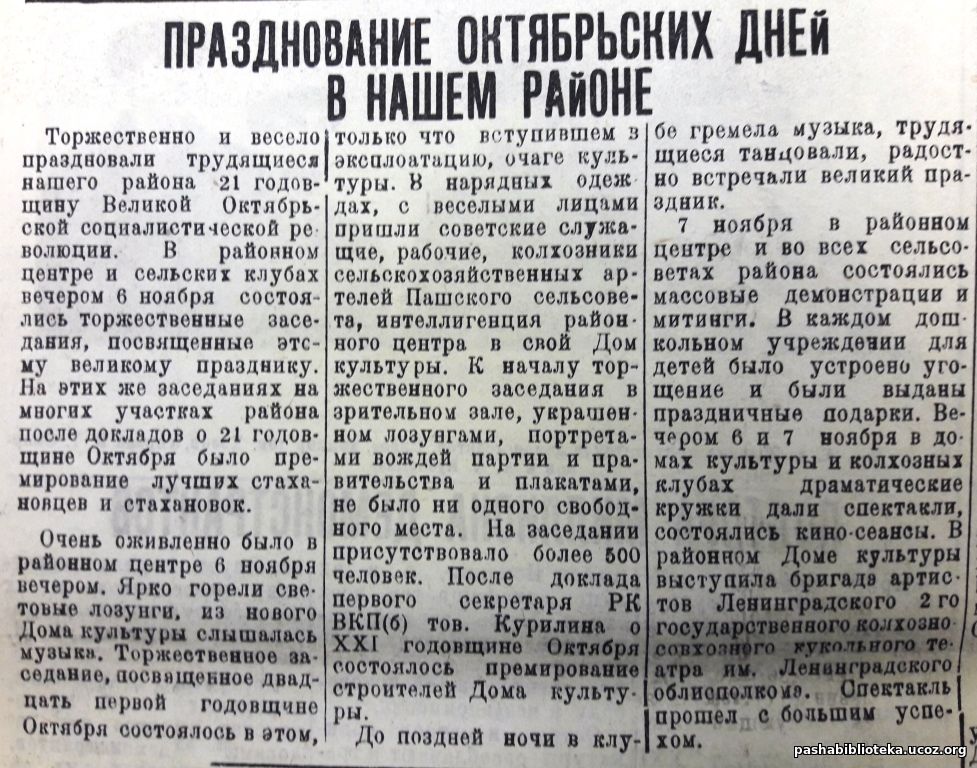 ПРАЗДНОВАНИЕ ОКТЯБРЬСКИХ ДНЕЙ
В НАШЕМ РАЙОНЕ
Торжественно и весело
праздновали трудящиеся
нашего района 21 годов-
щину Великой Октябрь-
ской социалистической ре
волюции. В районном
центре и сельских клубах
вечером 6 ноября состоя-
лись торжественные засе-
дания, посвященные это-
му великому празднику.
На этих же заседаниях на
многих участках района
после докладов о 21 годов-
щине Октября было пре-
мирование лучших стаха-
новцев и стахановок.
Очень оживленно было в
районном центре 6 ноября
вечером. Ярко горели све-
товые лозунги, из нового
Дома культуры слышалась
музыка. Торжественное за-
седание, посвященное двад-
цать первой годовщине
Октября состоялось в этом,
только что вступившем в
эксплоатацию, очаге куль-
туры. В нарядных одеж
дах, с веселыми лицами
пришли советские служа-
щие, рабочие, колхозники
сельскохозяйственных ар-
телей Пашского сельсове-
та, интеллигенция район-
ного центра в свой Дом
культуры. К началу тор-
жественного заседания в
зрительном зале, украшен-
ном лозунгами, портрета-
ми вождей партии и пра-
вительства и плакатами,
не было ни одного свобод-
ного места. На заседании
присутствовало более 500
человек. После доклада
первого секретаря РК
ВКП(б) тов. Курилина о
XXI годовщине Октября
состоялось премирование
строителей Дома культу-
ры.
До поздней ночи в клу-
бе гремела музыка, трудя-
щиеся танцовали, радост-
но встречали великий пра-
здник.
7 ноября в районном
центре и во всех сельсо-
ветах района состоялись
массовые демонстрации и
митинги. В каждом дош-
кольном учреждении для
детей было устроено уго-
щение и были выданы
праздничные подарки. Ве-
чером 6 и 7 ноября в до-
мах культуры и колхозных
клубах драматические
кружки дали спектакли,
состоялись кино-сеансы. В
районном Доме культуры
выступила бригада артис-
тов Ленинградского 2 го
государственного колхозно-
совхозного кукольного те-
атра им. Ленинградского
облисполкома. Спектакль
прошел с большим успе-
хом.
pashabiblioteka.ucoz.org